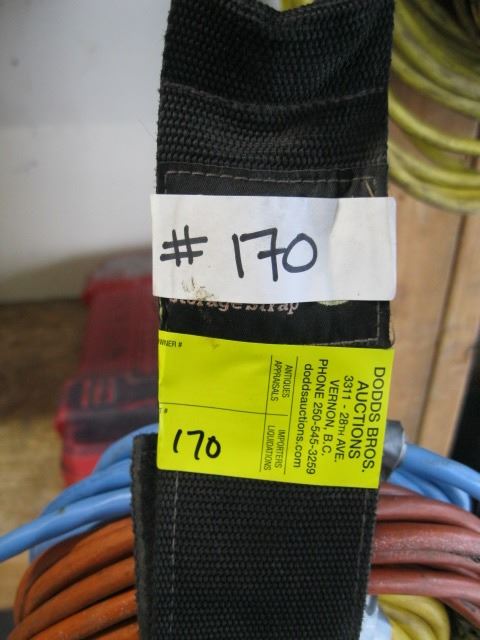 # 170
Storage Strap
OWNER #
170
DODDS BROS.
AUCTIONS
3311 - 28TH AVE.
VERNON, B.C.
PHONE 250-545-3259
doddsauctions.com
ANTIQUES
APPRAISALS
IMPORTERS
LIQUIDATIONS